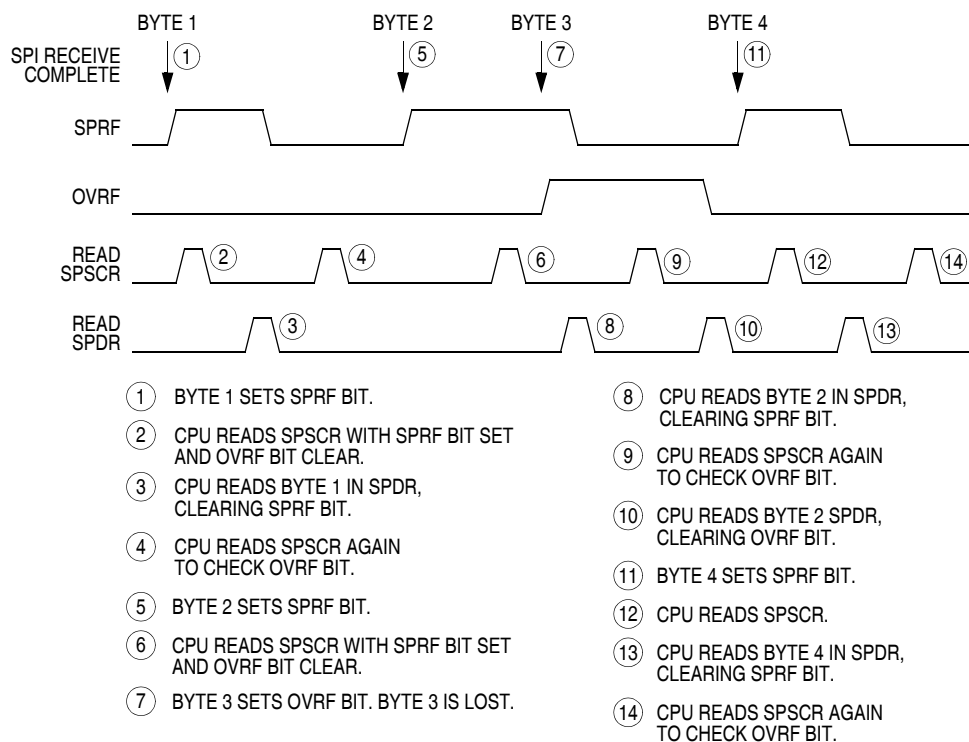 BYTE 1 BYTE 2 BYTE 3 BYTE 4
SPI RECEIVE
COMPLETE
1 5 7 11
SPRF
OVRF
READ
SPSCR
2 4 6 9 12 14
READ
SPDR
3 8 10 13
1 BYTE 1 SETS SPRF BIT.
2 CPU READS SPSCR WITH SPRF BIT SET
AND OVRF BIT CLEAR.
3 CPU READS BYTE 1 IN SPDR,
CLEARING SPRF BIT.
4 CPU READS SPSCR AGAIN
TO CHECK OVRF BIT.
5 BYTE 2 SETS SPRF BIT.
6 CPU READS SPSCR WITH SPRF BIT SET
AND OVRF BIT CLEAR.
7 BYTE 3 SETS OVRF BIT. BYTE 3 IS LOST.
8 CPU READS BYTE 2 IN SPDR,
CLEARING SPRF BIT.
9 CPU READS SPSCR AGAIN
TO CHECK OVRF BIT.
10 CPU READS BYTE 2 SPDR,
CLEARING OVRF BIT.
11 BYTE 4 SETS SPRF BIT.
12 CPU READS SPSCR.
13 CPU READS BYTE 4 IN SPDR,
CLEARING SPRF BIT.
14 CPU READS SPSCR AGAIN
TO CHECK OVRF BIT.